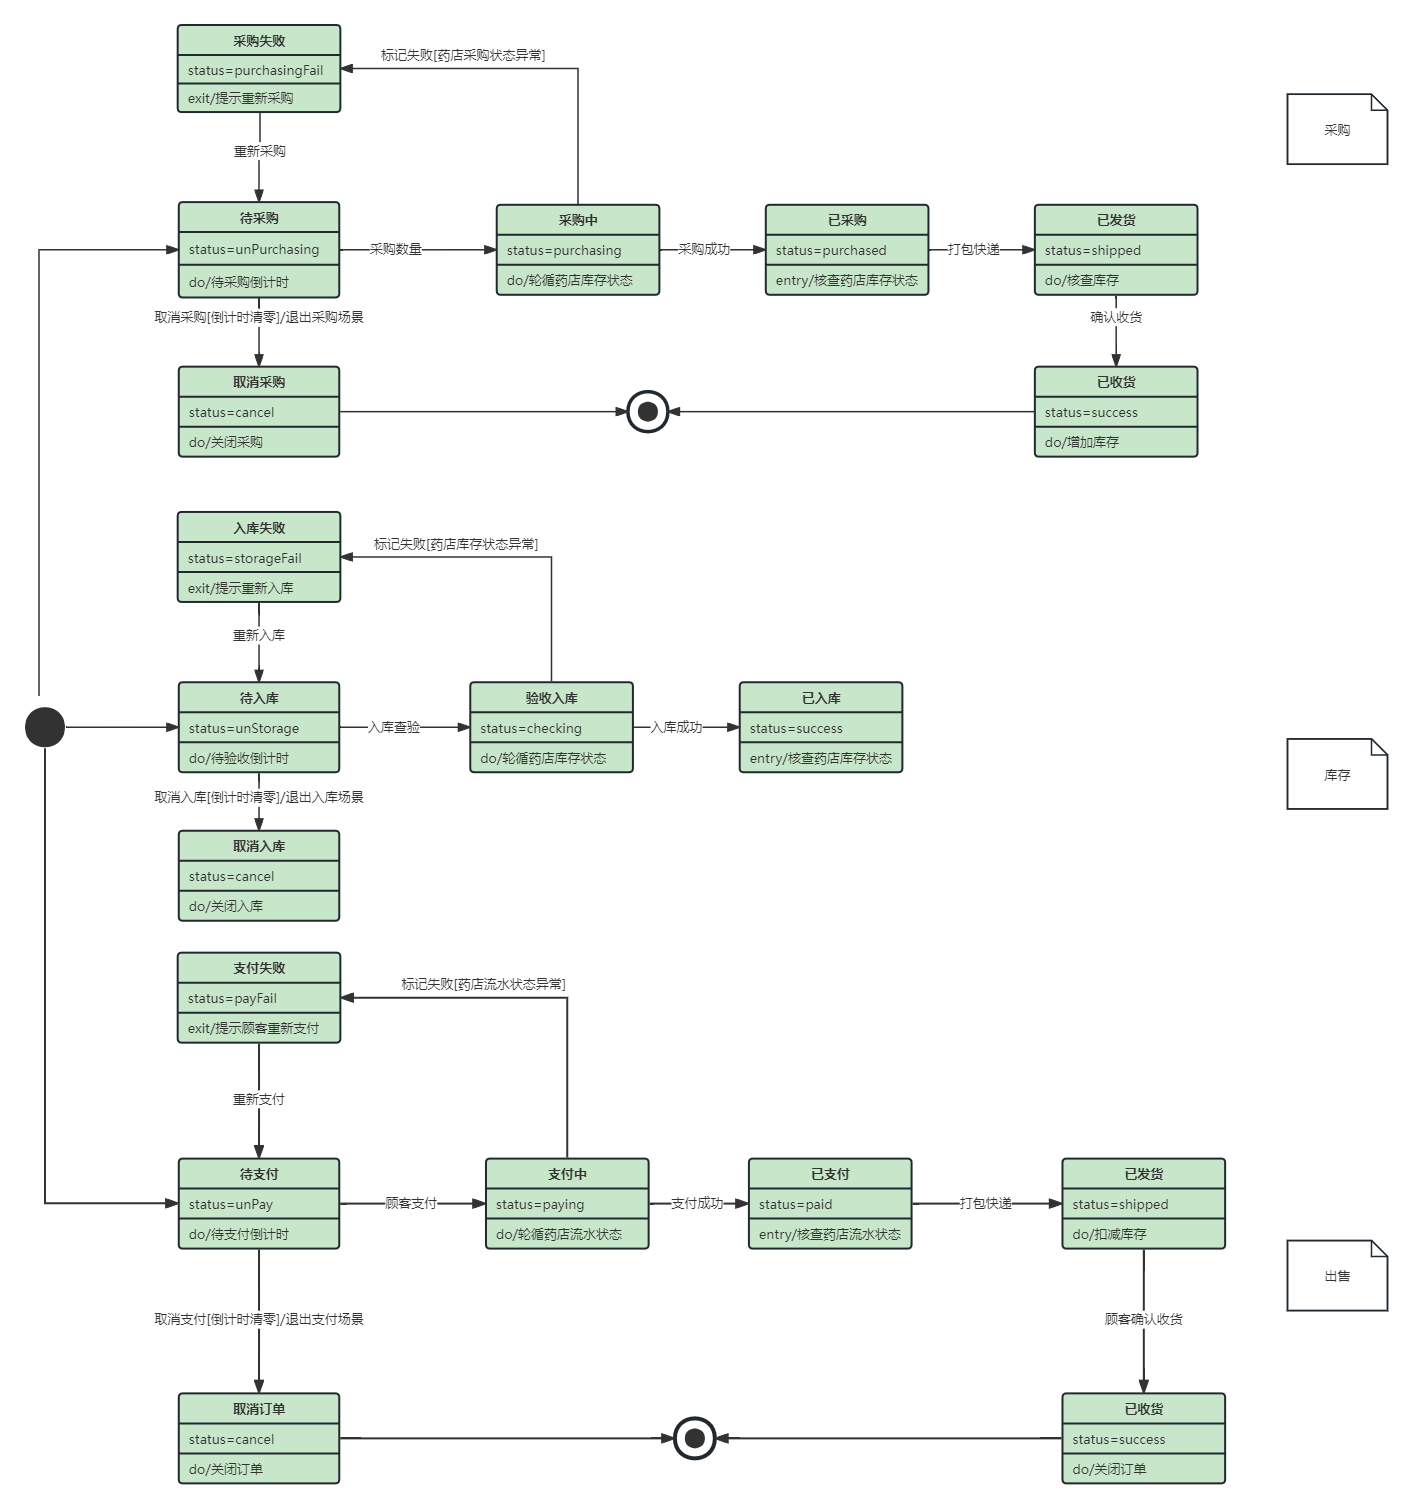 采购失败
status=purchasingFail
exit/提示重新采购
标记失败[药店采购状态异常]
采购
重新采购
待采购
status=unPurchasing
do/待采购倒计时
采购数量
采购中
status=purchasing
do/轮循药店库存状态
采购成功
已采购
status=purchased
entry/核查药店库存状态
打包快递
已发货
status=shipped
do/核查库存
取消采购[倒计时清零]/退出采购场景
确认收货
取消采购
status=cancel
do/关闭采购
已收货
status=success
do/增加库存
入库失败
status=storageFail
exit/提示重新入库
标记失败[药店库存状态异常]
重新入库
待入库
status=unStorage
do/待验收倒计时
入库查验
验收入库
status=checking
do/轮循药店库存状态
入库成功
已入库
status=success
entry/核查药店库存状态
库存
取消入库[倒计时清零]/退出入库场景
取消入库
status=cancel
do/关闭入库
支付失败
status=payFail
exit/提示顾客重新支付
标记失败[药店流水状态异常]
重新支付
待支付
status=unPay
do/待支付倒计时
顾客支付
支付中
status=paying
do/轮循药店流水状态
支付成功
已支付
status=paid
entry/核查药店流水状态
打包快递
已发货
status=shipped
do/扣减库存
出售
取消支付[倒计时清零]/退出支付场景
顾客确认收货
取消订单
status=cancel
do/关闭订单
已收货
status=success
do/关闭订单